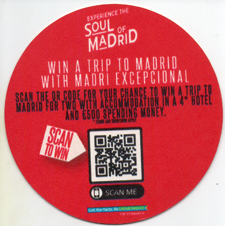 EXPERIENCE THE
SOUL
OF
MADRID
WIN A TRIP TO MADRID
WITH MADRÍ EXCEPCIONAL
SCAN THE QR CODE FOR YOUR CHANCE TO WIN A TRIP TO
MADRID FOR TWO WITH ACCOMMODATION IN A 4* HOTEL
AND £500 SPENDING MONEY.
SCAN
TO WIN
SCAN ME